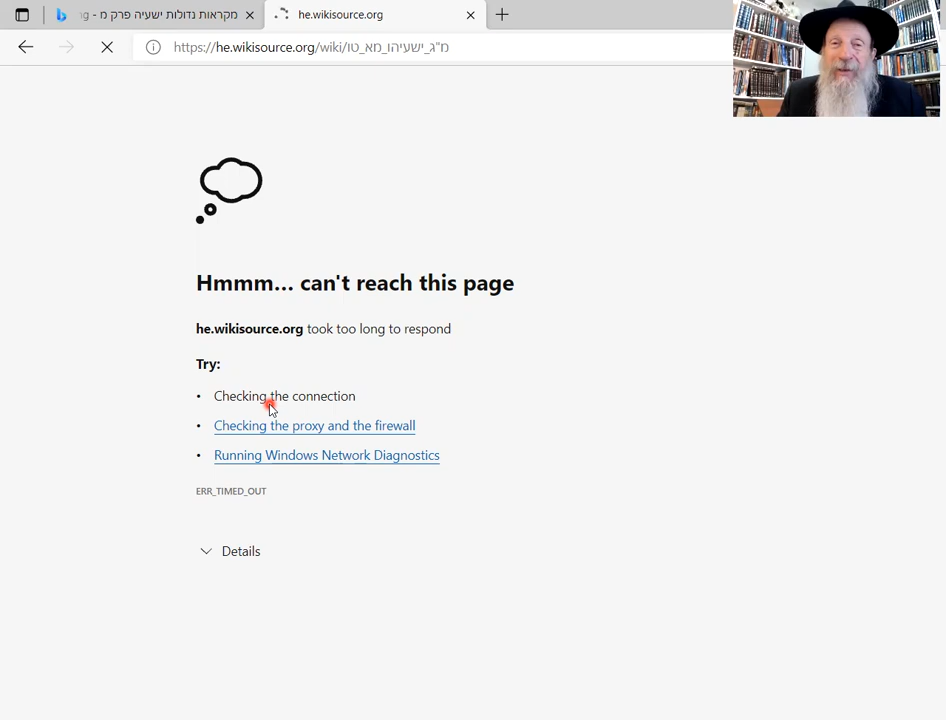 מקראות גדולות ישעיה פרק מ - ng
he.wikisource.org
https://he.wikisource.org/wiki/מ"ג_ישעיהו_מא_טו
Hmmm… can't reach this page
he.wikisource.org took too long to respond
Try:
• Checking the connection
• Checking the proxy and the firewall
• Running Windows Network Diagnostics
ERR_TIMED_OUT
Details